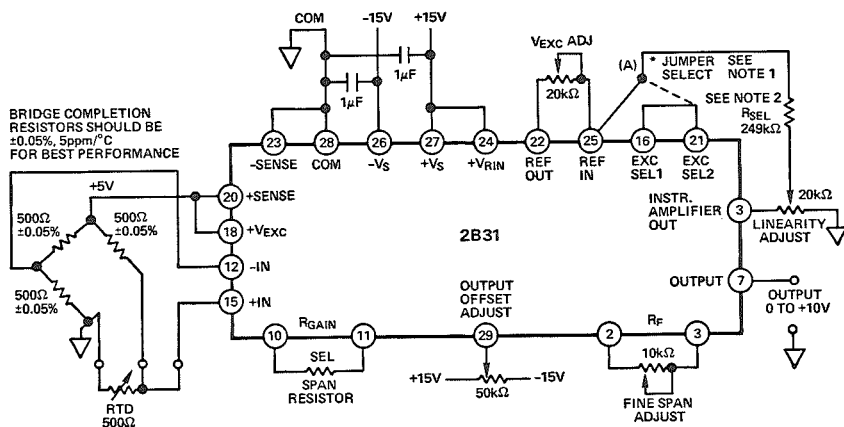 COM
-15V
+15V
1μF
1μF
VEXC ADJ
20kΩ
(A)
* JUMPER SELECT
SEE NOTE 1
SEE NOTE 2
RSEL
249kΩ
BRIDGE COMPLETION
RESISTORS SHOULD BE
±0.05%, 5ppm/°C
FOR BEST PERFORMANCE
23
28
26
27
24
22
25
16
21
-SENSE
COM
-VS
+VS
+VRIN
REF OUT
REF IN
EXC SEL1
EXC SEL2
+5V
500Ω
±0.05%
500Ω
±0.05%
500Ω
±0.05%
20
+SENSE
18
+VEXC
12
-IN
15
+IN
2B31
INSTR.
AMPLIFIER
OUT
3
20kΩ
LINEARITY
ADJUST
OUTPUT
7
OUTPUT
0 TO +10V
OUTPUT
OFFSET
ADJUST
10
RGAIN
11
29
2
RF
3
SEL
SPAN
RESISTOR
+15V
-15V
50kΩ
10kΩ
FINE SPAN
ADJUST
RTD
500Ω